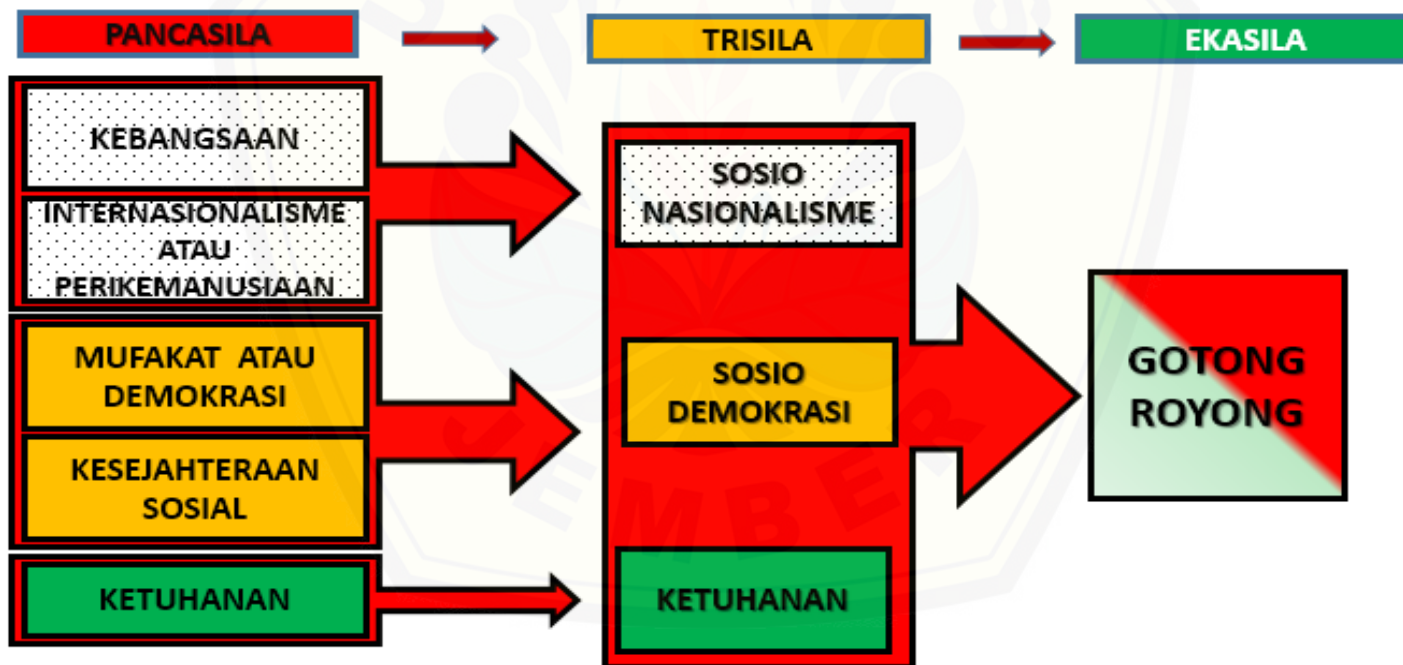 PANCASILA
TRISILA
EKASILA
KEBANGSAAN
INTERNASIONALISME
ATAU
PERIKEMANUSIAAN
MUFAKAT ATAU
DEMOKRASI
KESEJAHTERAAN
SOSIAL
KETUHANAN
SOSIO
NASIONALISME
SOSIO
DEMOKRASI
KETUHANAN
GOTONG
ROYONG
JEMBER